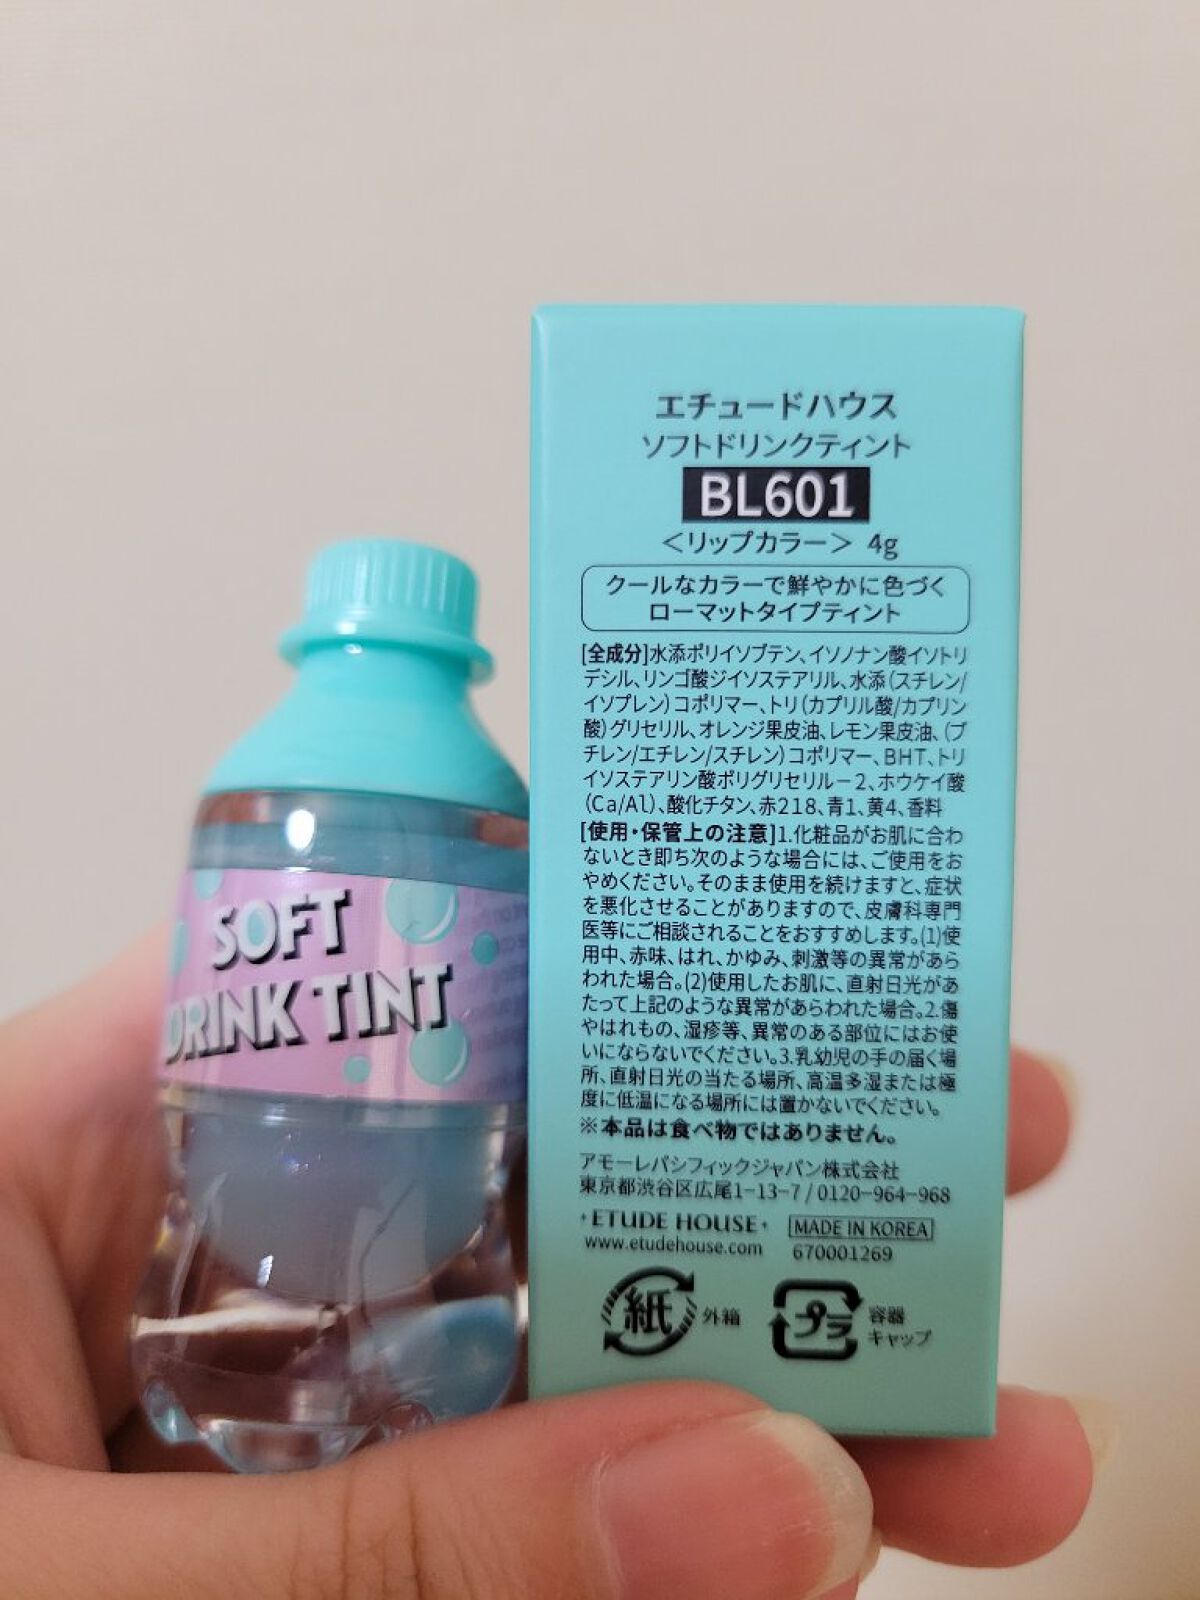 SOFT
DRINK TINT
エチュードハウス
ソフトドリンクティント
BL601
＜リップカラー＞ 4g
クールなカラーで鮮やかに色づく
ローマットタイプティント
[全成分]水添ポリイソブテン、イソノナン酸イソトリ
デシル、リンゴ酸ジイソステアリル、水添（スチレン/
イソプレン）コポリマー、トリ（カプリル酸/カプリン
酸）グリセリル、オレンジ果皮油、レモン果皮油、（ブ
チレン/エチレン/スチレン）コポリマー、BHT、トリ
イソステアリン酸ポリグリセリル－2、ホウケイ酸
（Ca/Al）、酸化チタン、赤218、青1、黄4、香料
[使用・保管上の注意]1.化粧品がお肌に合わ
ないとき即ち次のような場合には、ご使用をお
やめください。そのまま使用を続けますと、症状
を悪化させることがありますので、皮膚科専門
医等にご相談されることをおすすめします。(1)使
用中、赤味、はれ、かゆみ、刺激等の異常があら
われた場合。(2)使用したお肌に、直射日光があ
たって上記のような異常があらわれた場合。2.傷
やはれもの、湿疹等、異常のある部位にはお使
いにならないでください。3.乳幼児の手の届く場
所、直射日光の当たる場所、高温多湿または極
度に低温になる場所には置かないでください。
※本品は食べ物ではありません。
アモーレパシフィックジャパン株式会社
東京都渋谷区広尾1−13−7 / 0120−964−968
ETUDE HOUSE MADE IN KOREA
www.etudehouse.com 670001269
紙 外箱 プラ 容器
キャップ